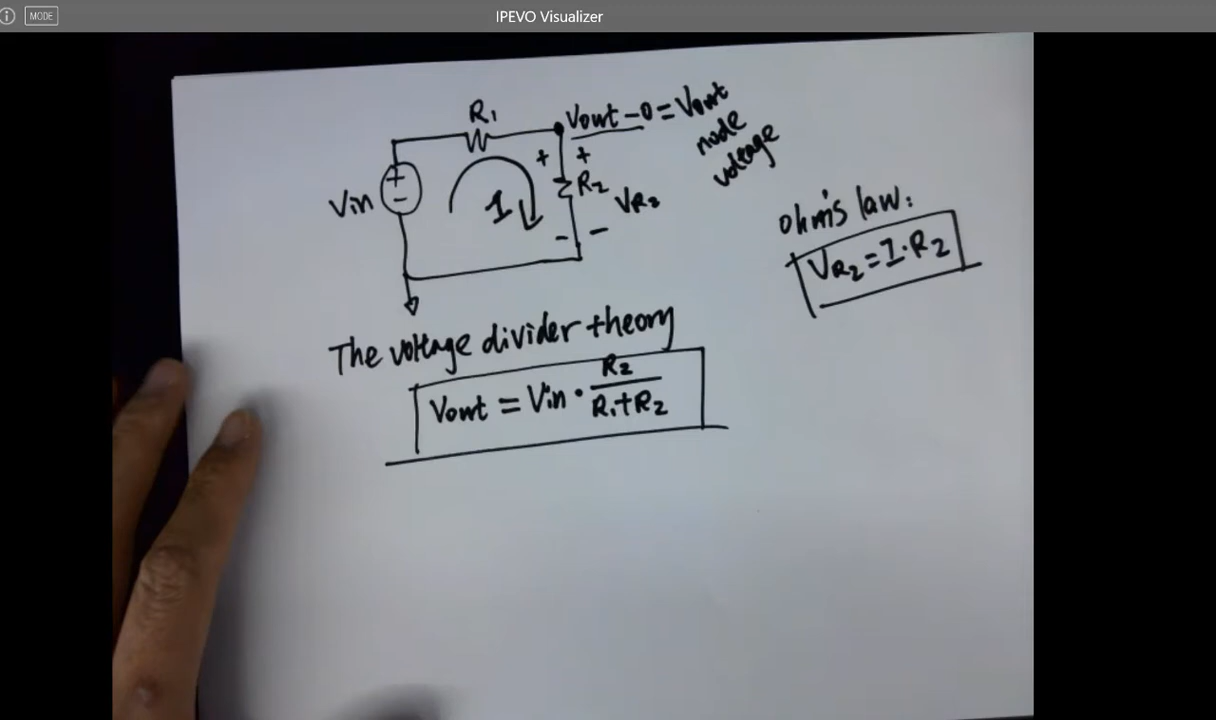 MODE
IPEVO Visualizer
R₁
Vout - 0 = Vout
node
voltage
+
-
Vin
I
+ +
R₂
VR₂
- -
ohm's law:
VR₂ = I · R₂
The voltage divider theory
Vout = Vin · R₂ / R₁+R₂